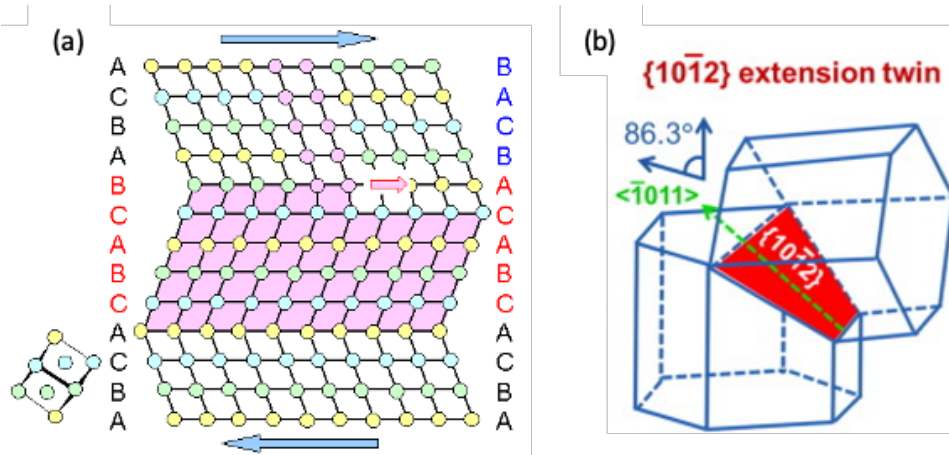 (a)
A B
C A
B C
A B
B A
C C
A A
B B
C C
A A
C C
B B
A A
(b)
{101̄2} extension twin
86.3°
<1̄011>
{101̄2}